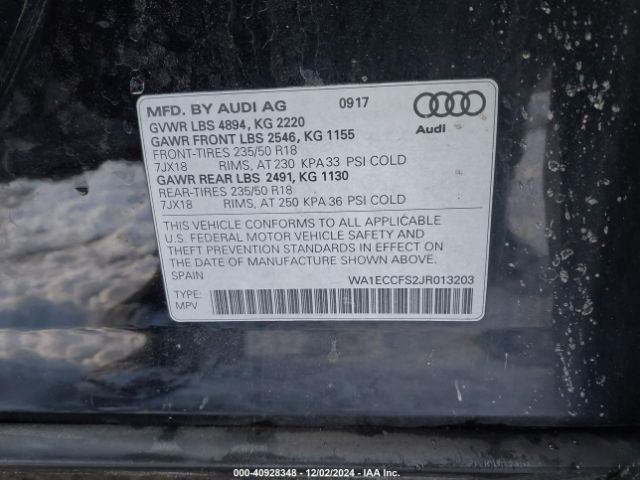 MFD. BY AUDI AG 0917
GVWR LBS 4894, KG 2220
GAWR FRONT LBS 2546, KG 1155
Audi
FRONT-TIRES 235/50 R18
7JX18 RIMS, AT 230 KPA 33 PSI COLD
GAWR REAR LBS 2491, KG 1130
REAR-TIRES 235/50 R18
7JX18 RIMS, AT 250 KPA 36 PSI COLD
THIS VEHICLE CONFORMS TO ALL APPLICABLE
U.S. FEDERAL MOTOR VEHICLE SAFETY AND
THEFT PREVENTION STANDARDS IN EFFECT ON
THE DATE OF MANUFACTURE SHOWN ABOVE.
SPAIN WA1ECCFS2JR013203
TYPE:
MPV
000-40928348 - 12/02/2024 - IAA Inc.